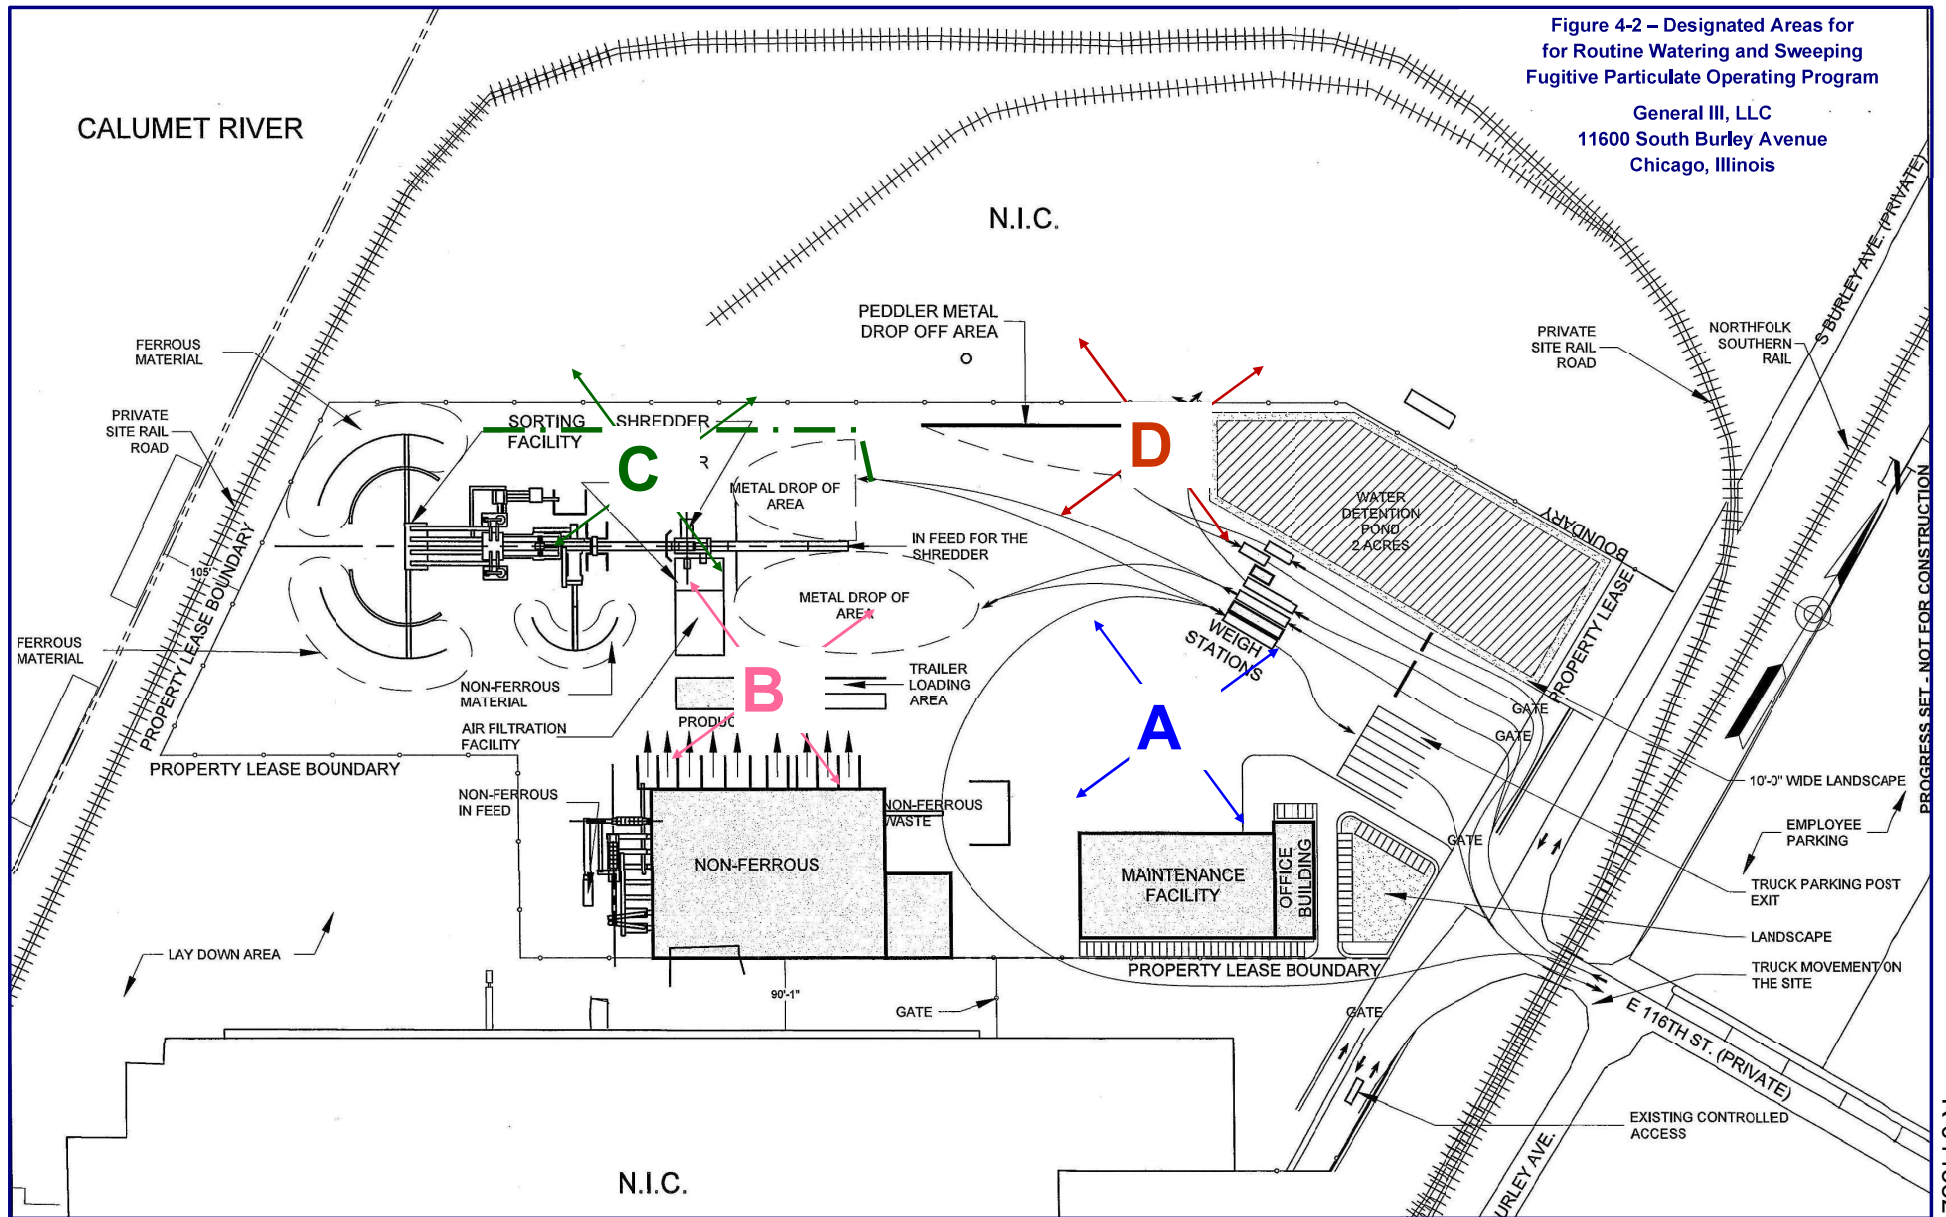 Figure 4-2 – Designated Areas for
for Routine Watering and Sweeping
Fugitive Particulate Operating Program
General III, LLC
11600 South Burley Avenue
Chicago, Illinois
CALUMET RIVER
N.I.C.
S BURLEY AVE. (PRIVATE)
PEDDLER METAL
DROP OFF AREA
PRIVATE
SITE RAIL
ROAD
NORTHFOLK
SOUTHERN
RAIL
FERROUS
MATERIAL
PRIVATE
SITE RAIL
ROAD
SORTING
FACILITY
SHREDDER
R
C
D
METAL DROP OF
AREA
WATER
DETENTION
POND
2 ACRES
PROPERTY LEASE
BOUNDARY
N
IN FEED FOR THE
SHREDDER
105'
PROPERTY LEASE BOUNDARY
METAL DROP OF
AREA
WEIGH
STATIONS
FERROUS
MATERIAL
NON-FERROUS
MATERIAL
TRAILER
LOADING
AREA
B
A
PRODUC
AIR FILTRATION
FACILITY
GATE
GATE
PROPERTY LEASE BOUNDARY
10'-0" WIDE LANDSCAPE
PROGRESS SET - NOT FOR CONSTRUCTION
NON-FERROUS
IN FEED
NON-FERROUS
WASTE
EMPLOYEE
PARKING
GATE
NON-FERROUS
MAINTENANCE
FACILITY
OFFICE
BUILDING
TRUCK PARKING POST
EXIT
LANDSCAPE
LAY DOWN AREA
PROPERTY LEASE BOUNDARY
TRUCK MOVEMENT ON
THE SITE
90'-1"
GATE
GATE
E 116TH ST. (PRIVATE)
EXISTING CONTROLLED
ACCESS
URLEY AVE.
N.I.C.